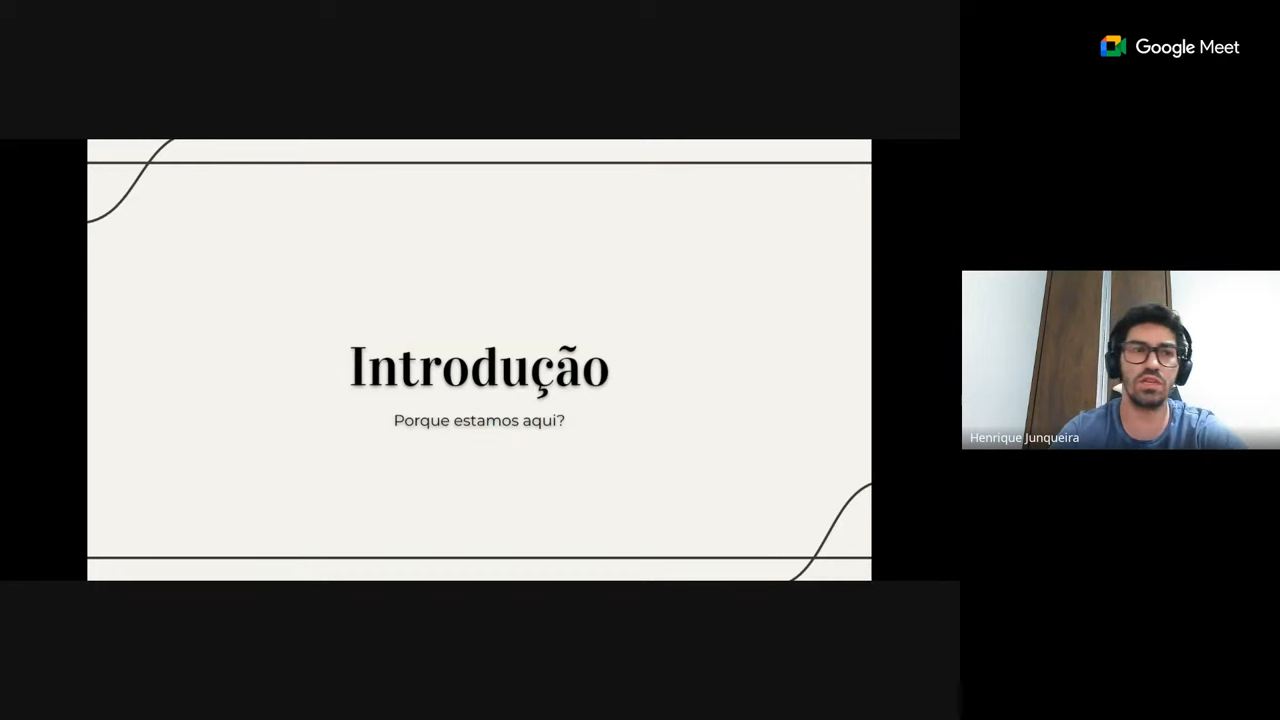 Google Meet
Introdução
Porque estamos aqui?
Henrique Junqueira